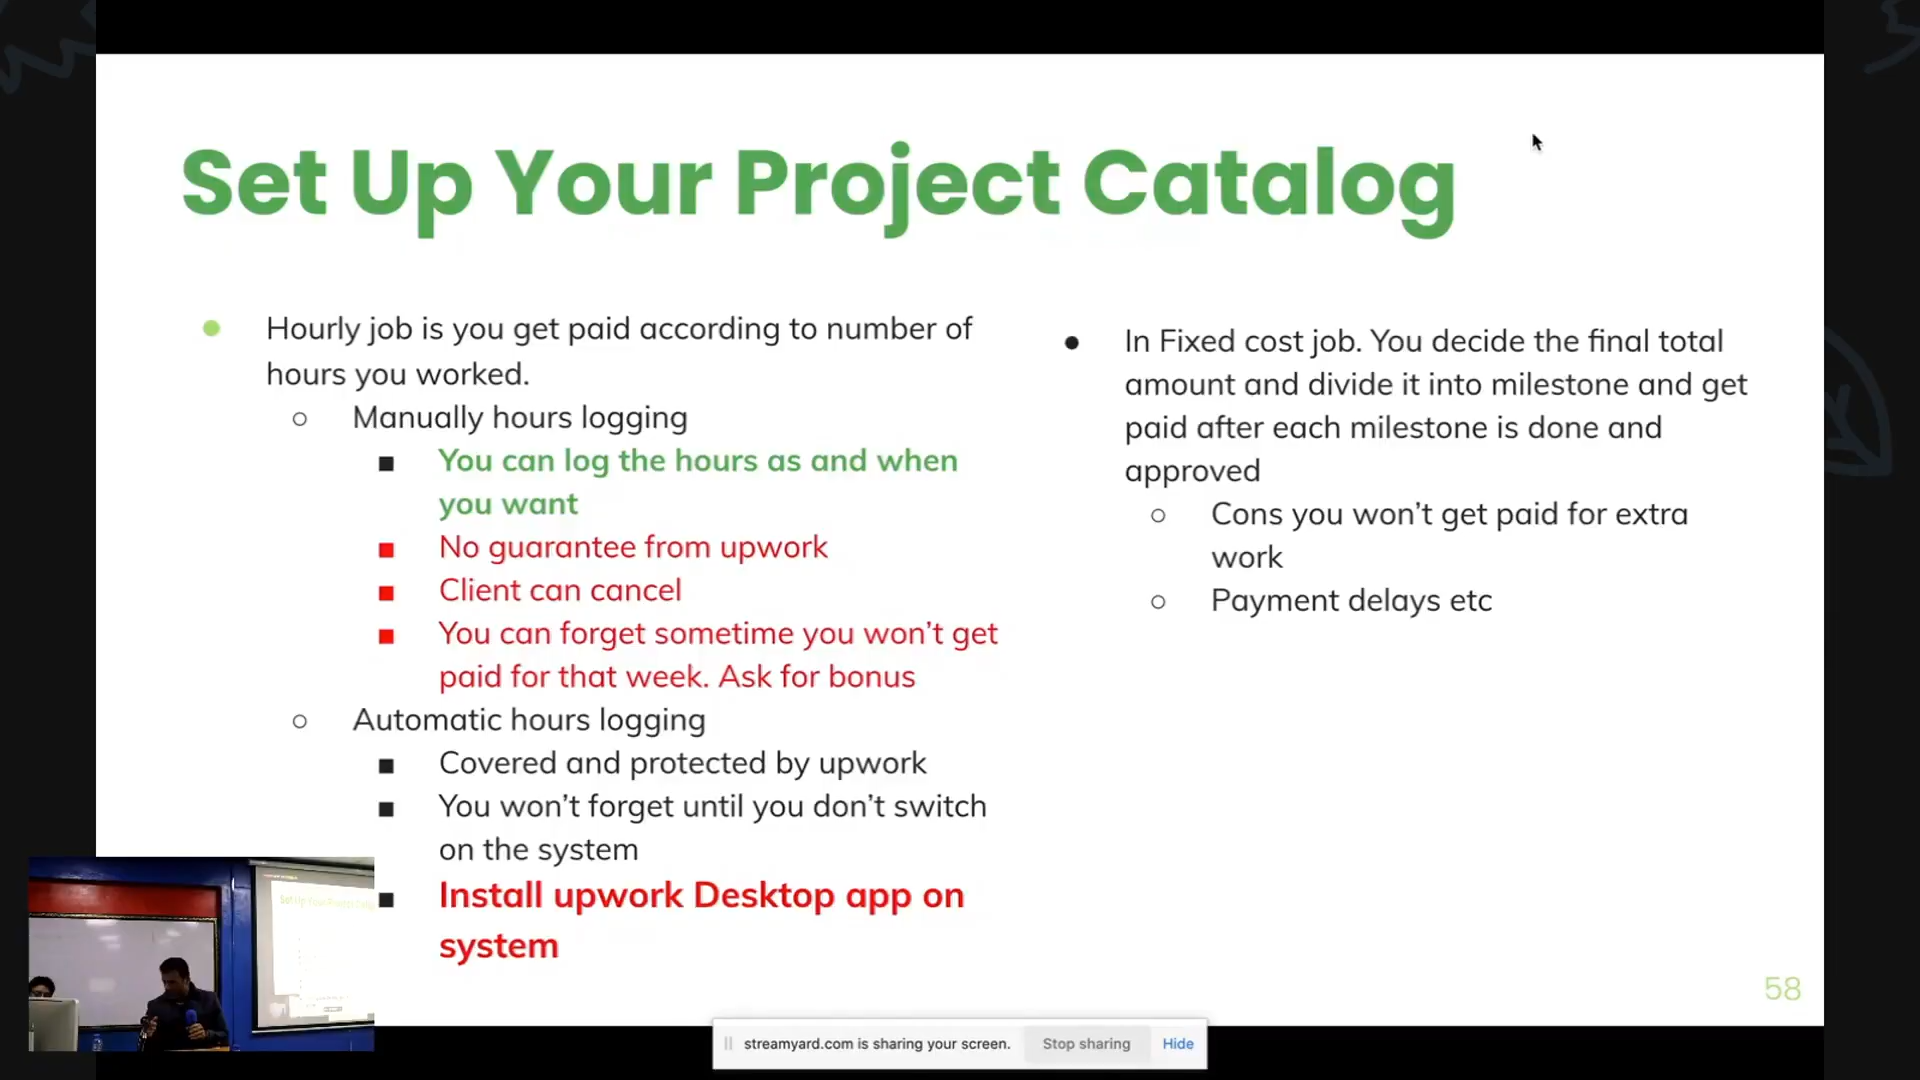 Set Up Your Project Catalog
Hourly job is you get paid according to number of
hours you worked.
Manually hours logging
You can log the hours as and when
you want
No guarantee from upwork
Client can cancel
You can forget sometime you won't get
paid for that week. Ask for bonus
Automatic hours logging
Covered and protected by upwork
You won't forget until you don't switch
on the system
Install upwork Desktop app on
system
In Fixed cost job. You decide the final total
amount and divide it into milestone and get
paid after each milestone is done and
approved
Cons you won't get paid for extra
work
Payment delays etc
58
streamyard.com is sharing your screen.
Stop sharing
Hide